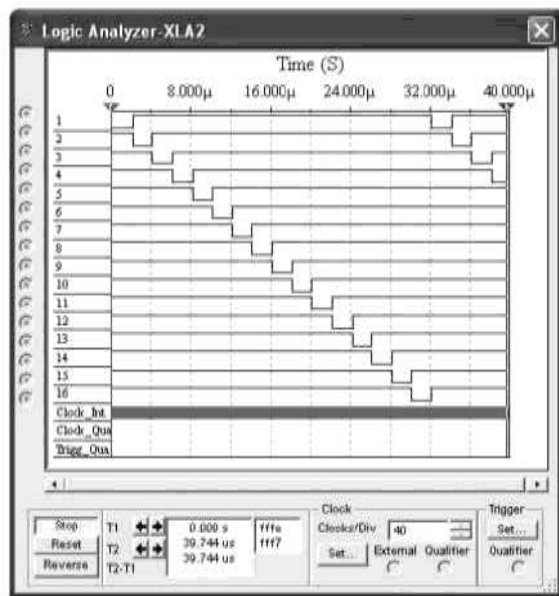 Logic Analyzer-XLA2
Time (S)
0 8.000µ 16.000µ 24.000µ 32.000µ 40.000µ
1
2
3
4
5
6
7
8
9
10
11
12
13
14
15
16
Clock_Int
Clock_Qua
Trigg_Qua
Stop
Reset
Reverse
T1
T2
T2-T1
0.000 s
39.744 us
39.744 us
fffe
fff7
Clock
Clocks/Div 40
Set... External Qualifier
Trigger
Set...
Qualifier